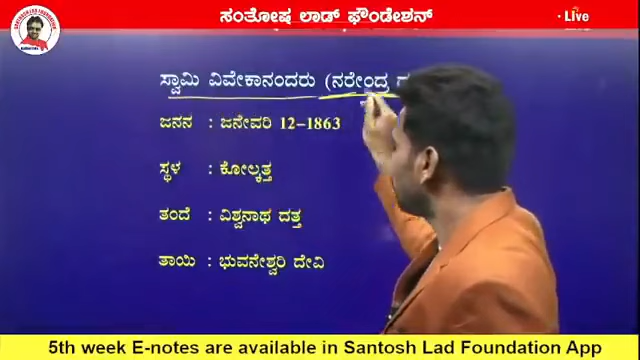 ಸಂತೋಷ ಲಾಡ್ ಫೌಂಡೇಶನ್
Live
ಸ್ವಾಮಿ ವಿವೇಕಾನಂದರು (ನರೇಂದ್ರ
ಜನನ : ಜನೇವರಿ 12-1863
ಸ್ಥಳ : ಕೋಲ್ಕತ್ತ
ತಂದೆ : ವಿಶ್ವನಾಥ ದತ್ತ
ತಾಯಿ : ಭುವನೇಶ್ವರಿ ದೇವಿ
5th week E-notes are available in Santosh Lad Foundation App